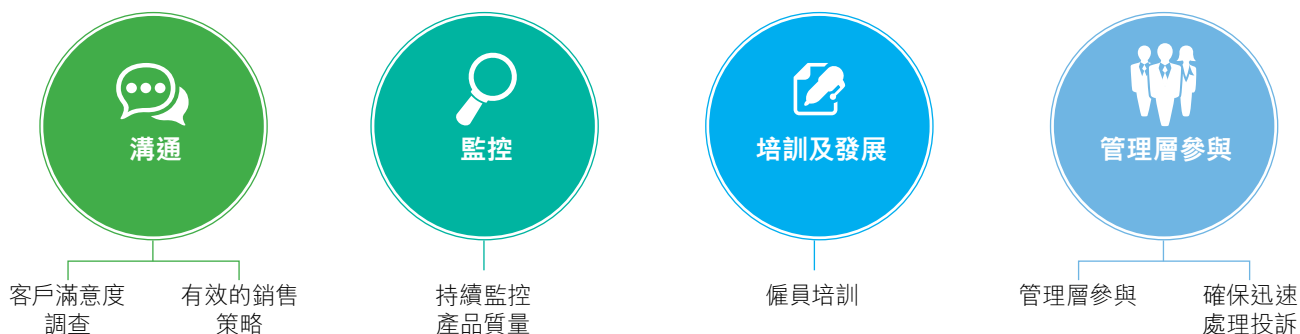 溝通
監控
培訓及發展
管理層參與
客戶滿意度
調查
有效的銷售
策略
持續監控
產品質量
僱員培訓
管理層參與
確保迅速
處理投訴